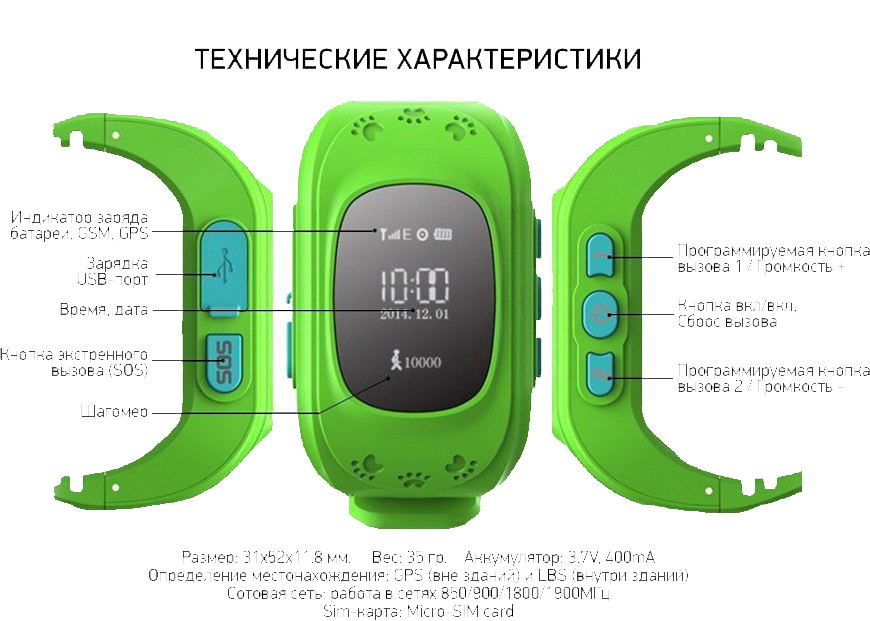 ТЕХНИЧЕСКИЕ ХАРАКТЕРИСТИКИ
Индикатор заряда
батареи, GSM, GPS
Зарядка
USB-порт
Время, дата
Кнопка экстренного
вызова (SOS)
Шагомер
SOS
E
10:00
2014.12.01
10000
Программируемая кнопка
вызова 1 / Громкость +
Кнопка вкл/вкл,
Сброс вызова
Программируемая кнопка
вызова 2 / Громкость -
Размер: 31x52x11.8 мм. Вес: 35 гр. Аккумулятор: 3.7V, 400mA
Определение местонахождения: GPS (вне зданий) и LBS (внутри зданий)
Сотовая сеть: работа в сетях 850/900/1800/1900МГц
Sim-карта: Micro-SIM card